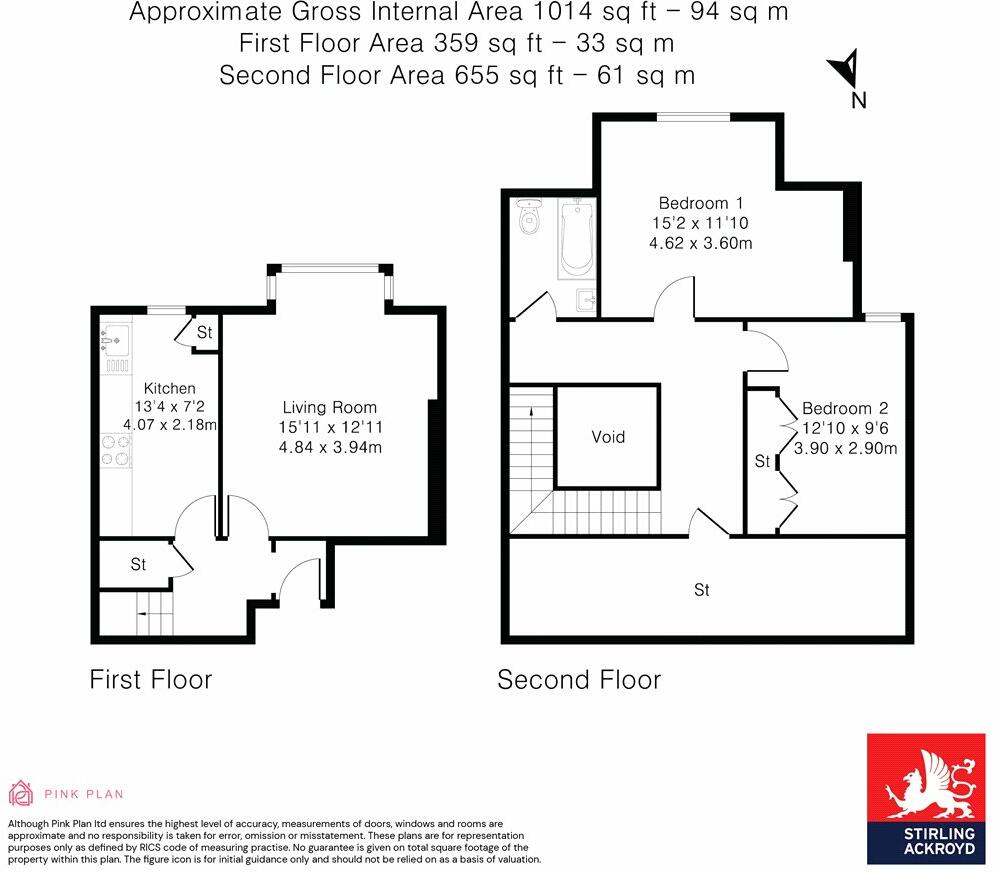 Approximate Gross Internal Area 1014 sq ft – 94 sq m
First Floor Area 359 sq ft – 33 sq m
Second Floor Area 655 sq ft – 61 sq m
N
Bedroom 1
15'2 x 11'10
4.62 x 3.60m
St
Kitchen
13'4 x 7'2
4.07 x 2.18m
Living Room
15'11 x 12'11
4.84 x 3.94m
Void
Bedroom 2
12'10 x 9'6
3.90 x 2.90m
St
St
St
First Floor
Second Floor
PINK PLAN
Although Pink Plan ltd ensures the highest level of accuracy, measurements of doors, windows and rooms are
approximate and no responsibility is taken for error, omission or misstatement. These plans are for representation
purposes only as defined by RICS code of measuring practise. No guarantee is given on total square footage of the
property within this plan. The figure icon is for initial guidance only and should not be relied on as a basis of valuation.
STIRLING
ACKROYD